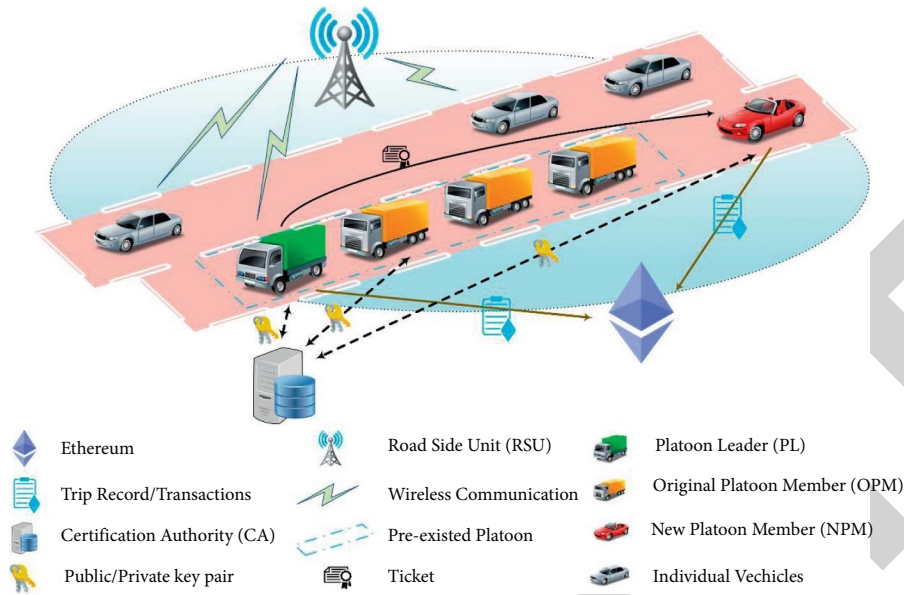 Ethereum
Road Side Unit (RSU)
Platoon Leader (PL)
Trip Record/Transactions
Wireless Communication
Original Platoon Member (OPM)
Certification Authority (CA)
Pre-existed Platoon
New Platoon Member (NPM)
Public/Private key pair
Ticket
Individual Vechicles